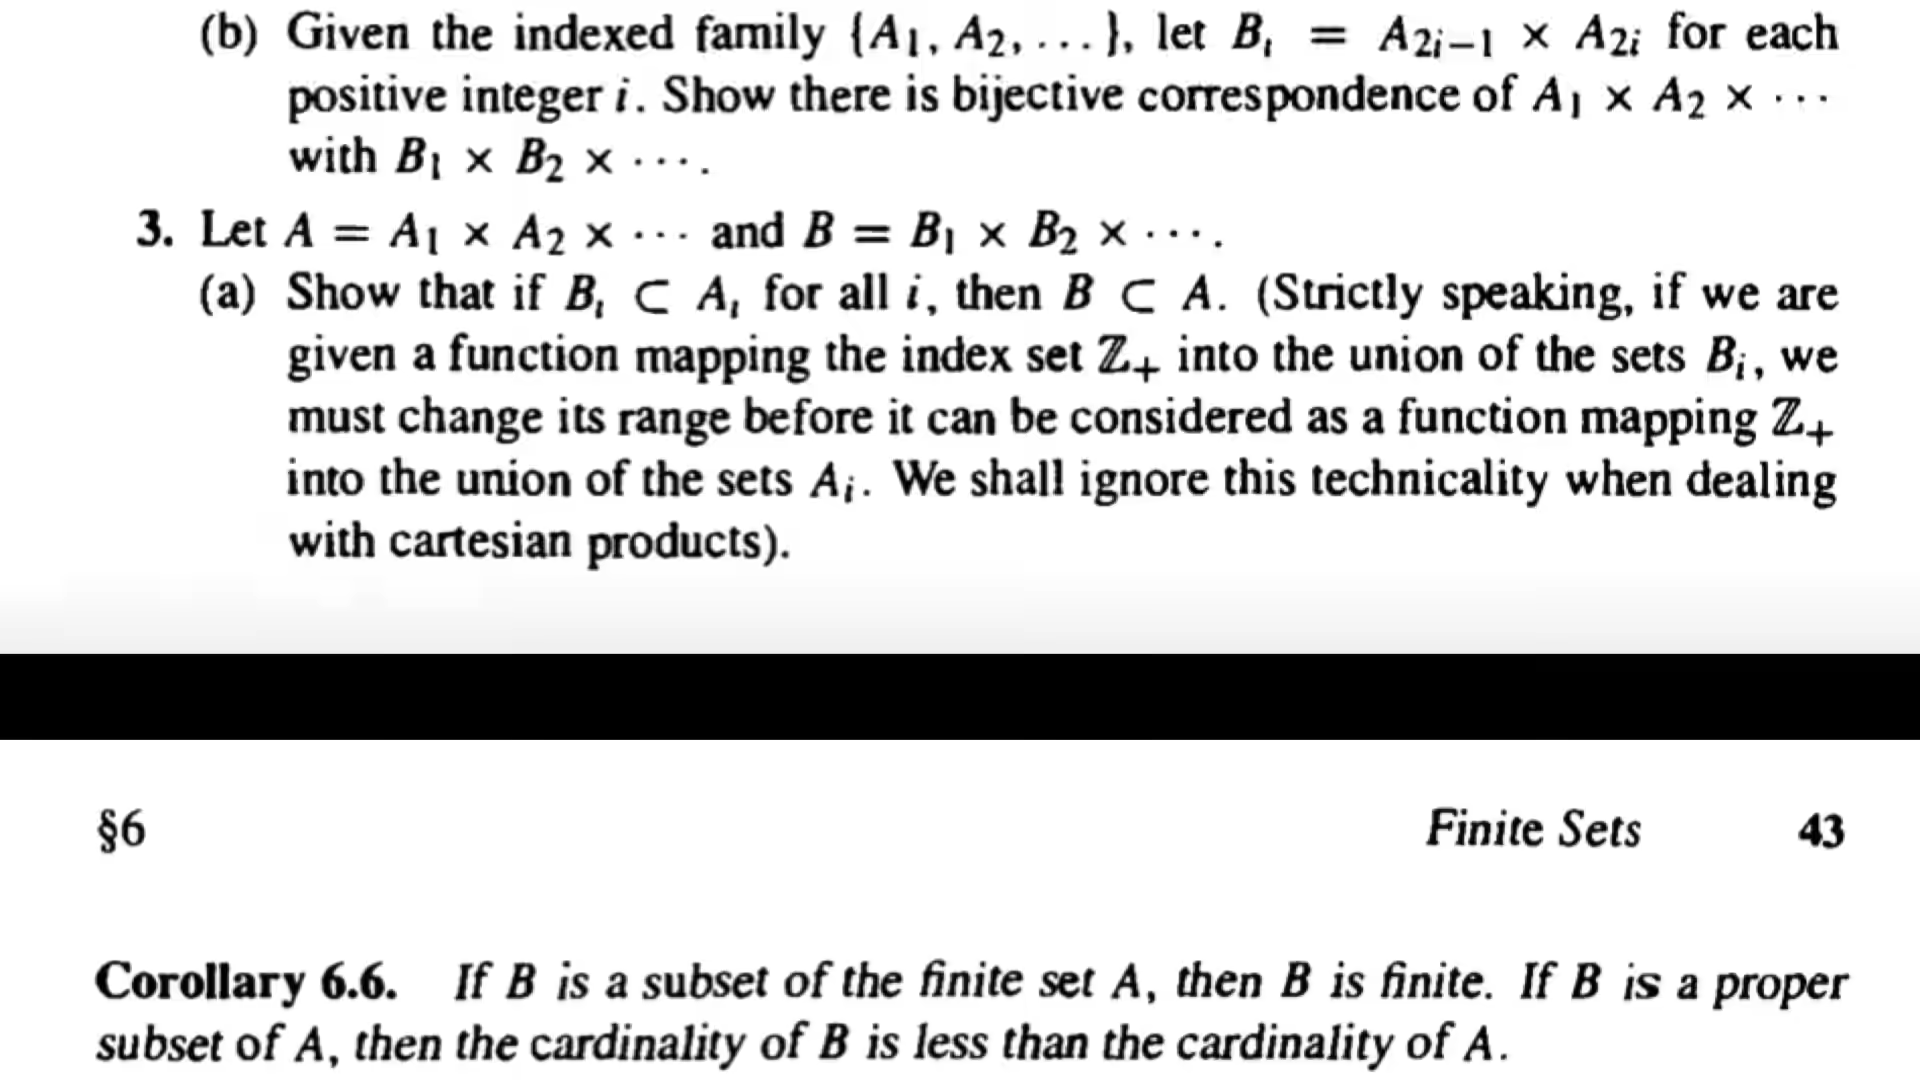 (b) Given the indexed family {A₁, A₂, ...}, let Bᵢ = A₂ᵢ₋₁ × A₂ᵢ for each
positive integer i. Show there is bijective correspondence of A₁ × A₂ × ···
with B₁ × B₂ × ···.
3. Let A = A₁ × A₂ × ··· and B = B₁ × B₂ × ···.
(a) Show that if Bᵢ ⊂ Aᵢ for all i, then B ⊂ A. (Strictly speaking, if we are
given a function mapping the index set ℤ₊ into the union of the sets Bᵢ, we
must change its range before it can be considered as a function mapping ℤ₊
into the union of the sets Aᵢ. We shall ignore this technicality when dealing
with cartesian products).
§6 Finite Sets 43
Corollary 6.6. If B is a subset of the finite set A, then B is finite. If B is a proper
subset of A, then the cardinality of B is less than the cardinality of A.